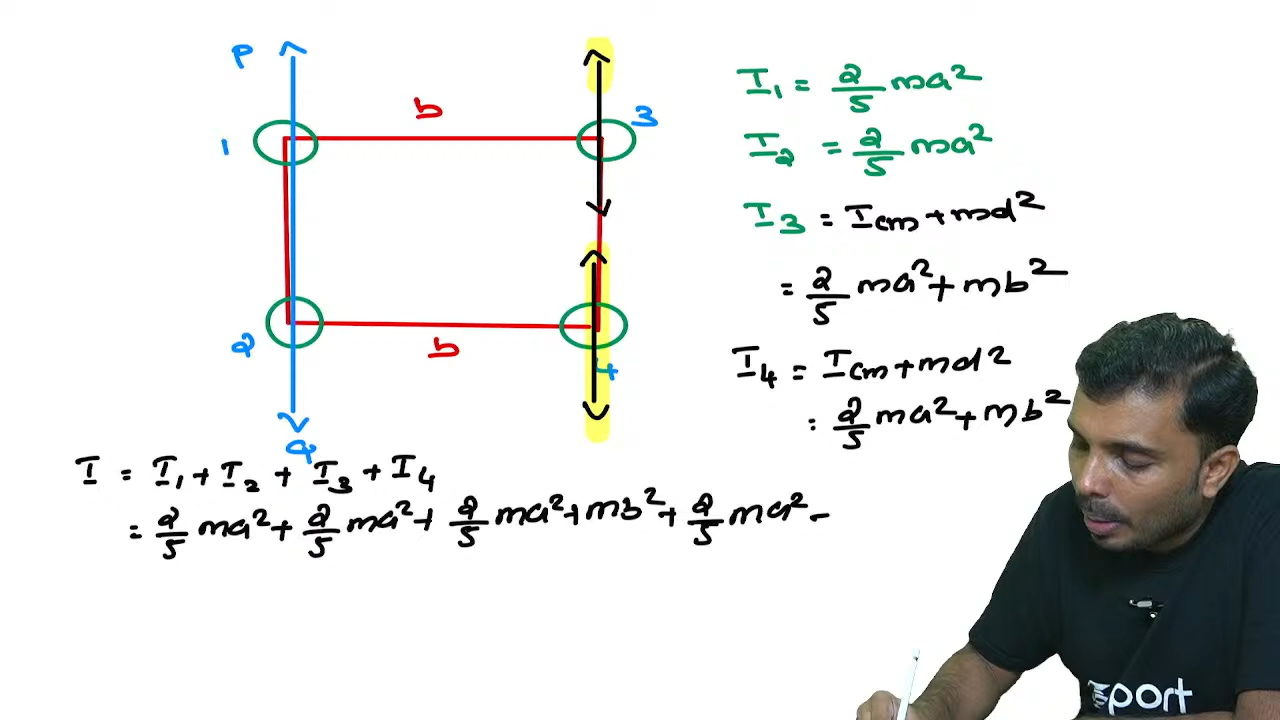 P
b
1
3
2
b
4
Q
I₁ = 2/5 ma²
I₂ = 2/5 ma²
I₃ = Icm + md²
= 2/5 ma² + mb²
I₄ = Icm + md²
= 2/5 ma² + mb²
I = I₁ + I₂ + I₃ + I₄
= 2/5 ma² + 2/5 ma² + 2/5 ma² + mb² + 2/5 ma² -
port